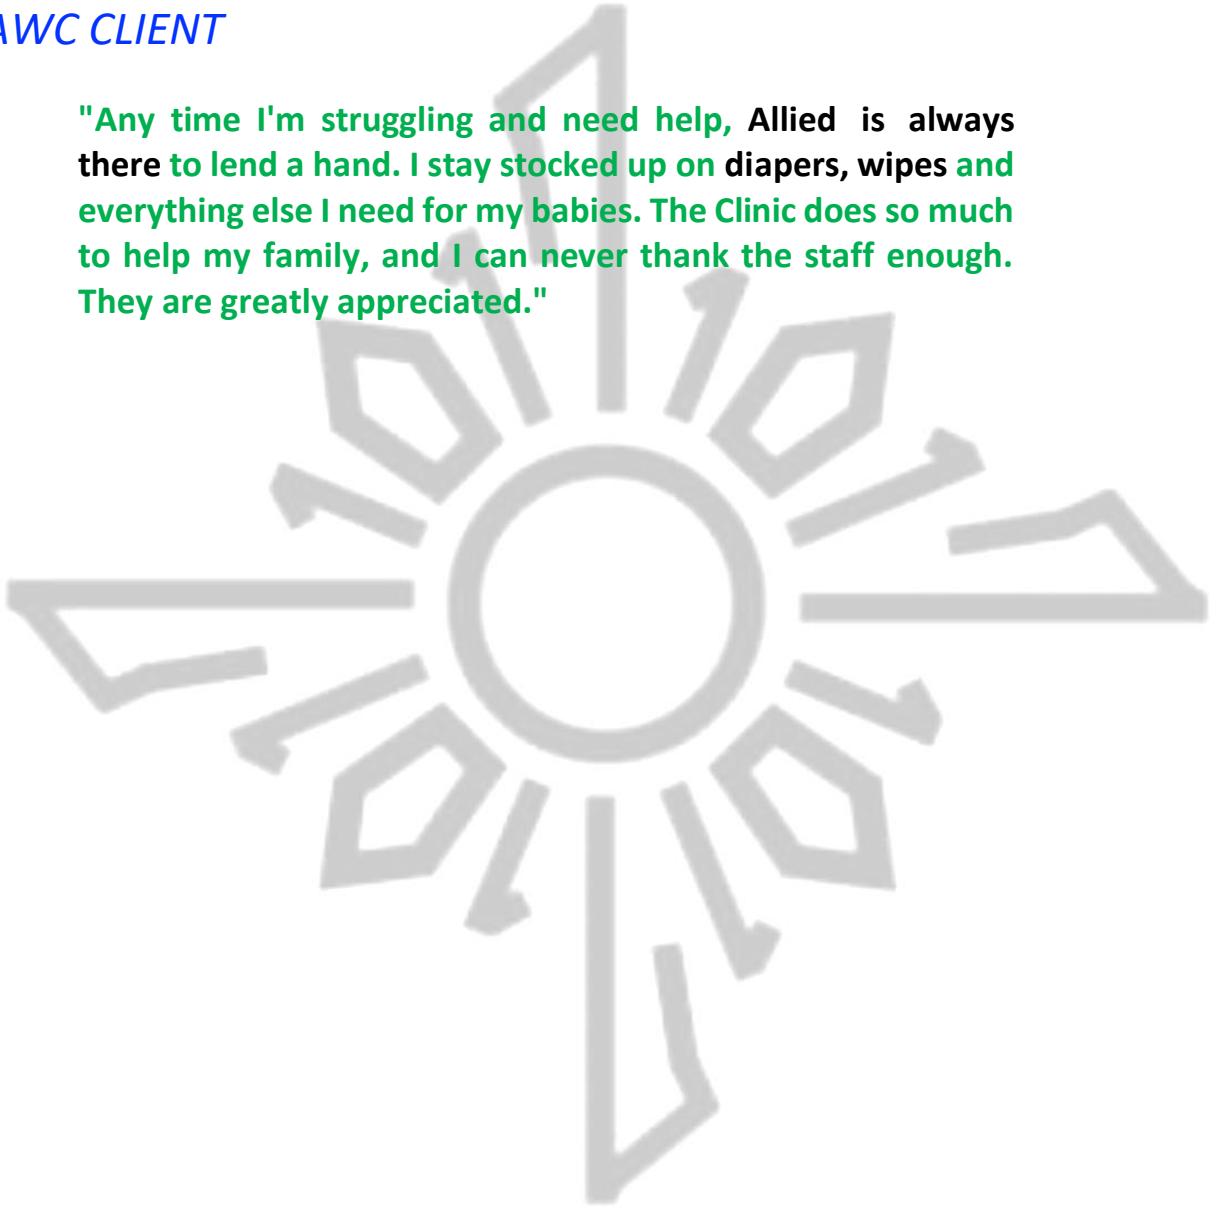 AWC CLIENT
"Any time I'm struggling and need help, Allied is always
there to lend a hand. I stay stocked up on diapers, wipes and
everything else I need for my babies. The Clinic does so much
to help my family, and I can never thank the staff enough.
They are greatly appreciated."